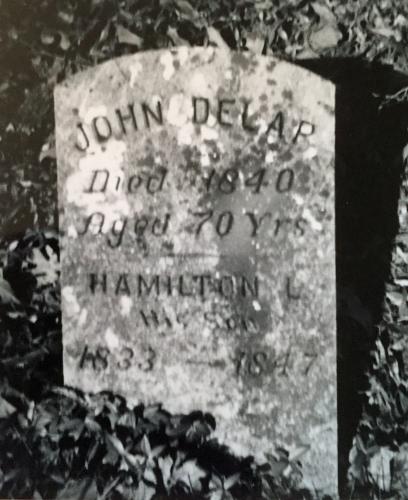 JOHN DELAP
Died 1840
Aged 70 Yrs
HAMILTON L
His Son
1833 — 1847